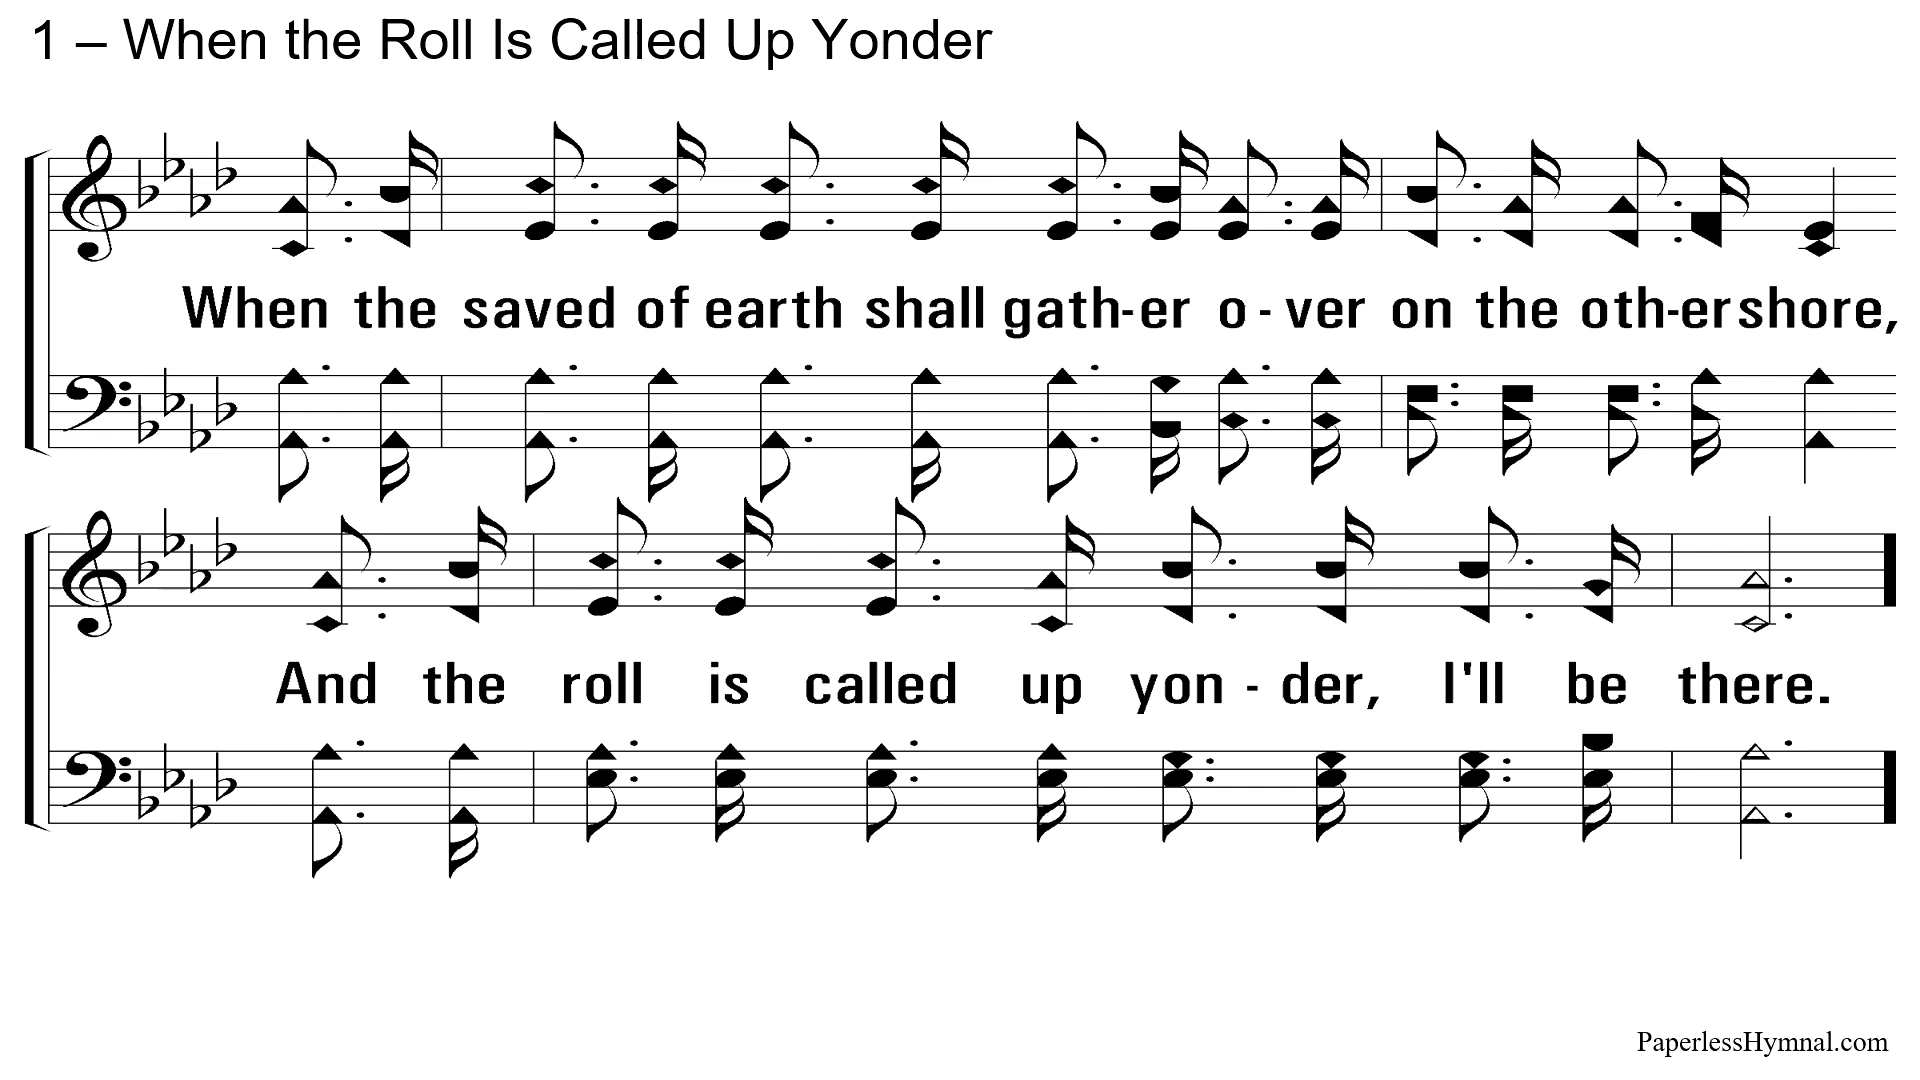 1 – When the Roll Is Called Up Yonder
When the saved of earth shall gath-er o - ver on the oth-er shore,
And the roll is called up yon - der, I'll be there.
PaperlessHymnal.com